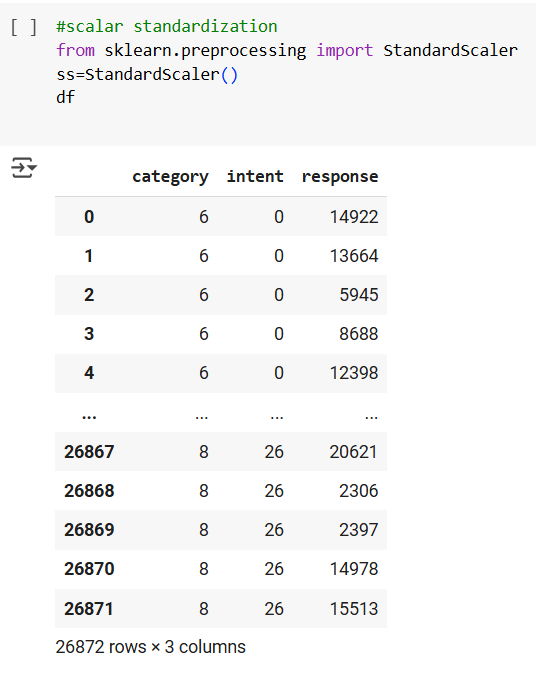 [ ] #scalar standardization
from sklearn.preprocessing import StandardScaler
ss=StandardScaler()
df
category intent response
0 6 0 14922
1 6 0 13664
2 6 0 5945
3 6 0 8688
4 6 0 12398
... ... ... ...
26867 8 26 20621
26868 8 26 2306
26869 8 26 2397
26870 8 26 14978
26871 8 26 15513
26872 rows × 3 columns